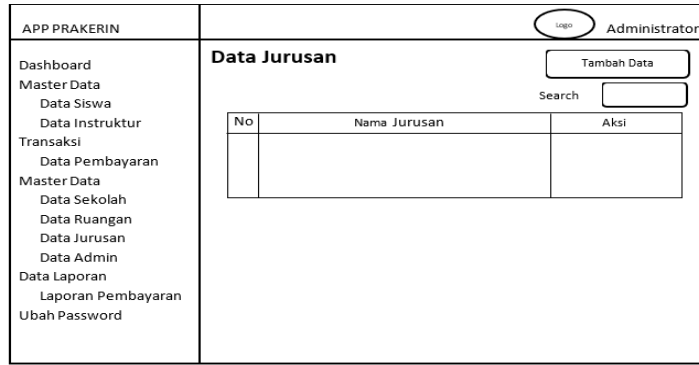 APP PRAKERIN
Logo
Administrator
Dashboard
Master Data
Data Siswa
Data Instruktur
Transaksi
Data Pembayaran
Master Data
Data Sekolah
Data Ruangan
Data Jurusan
Data Admin
Data Laporan
Laporan Pembayaran
Ubah Password
Data Jurusan
Tambah Data
Search
No Nama Jurusan Aksi